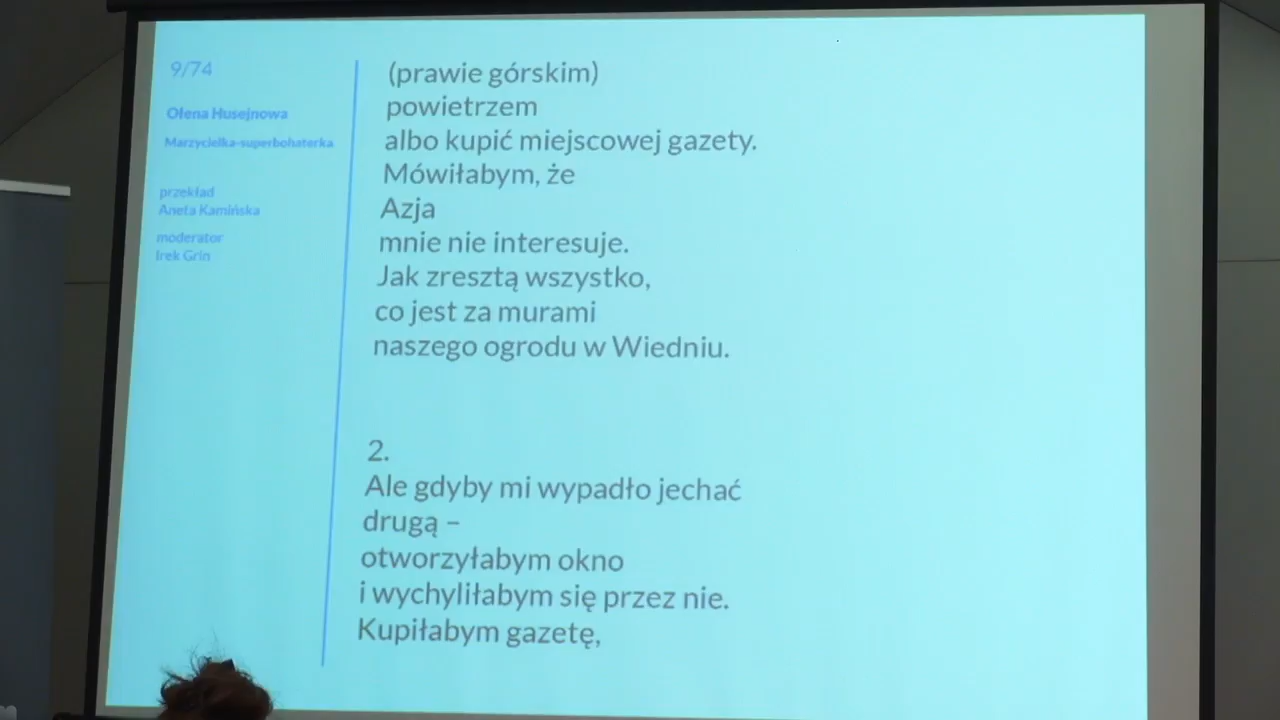 9/74
Olena Husejnowa
Marzycielka-superbohaterka
przekład
Aneta Kamińska
moderator
Irek Grin
(prawie górskim)
powietrzem
albo kupić miejscowej gazety.
Mówiłabym, że
Azja
mnie nie interesuje.
Jak zresztą wszystko,
co jest za murami
naszego ogrodu w Wiedniu.
2.
Ale gdyby mi wypadło jechać
drugą –
otworzyłabym okno
i wychyliłabym się przez nie.
Kupiłabym gazetę,